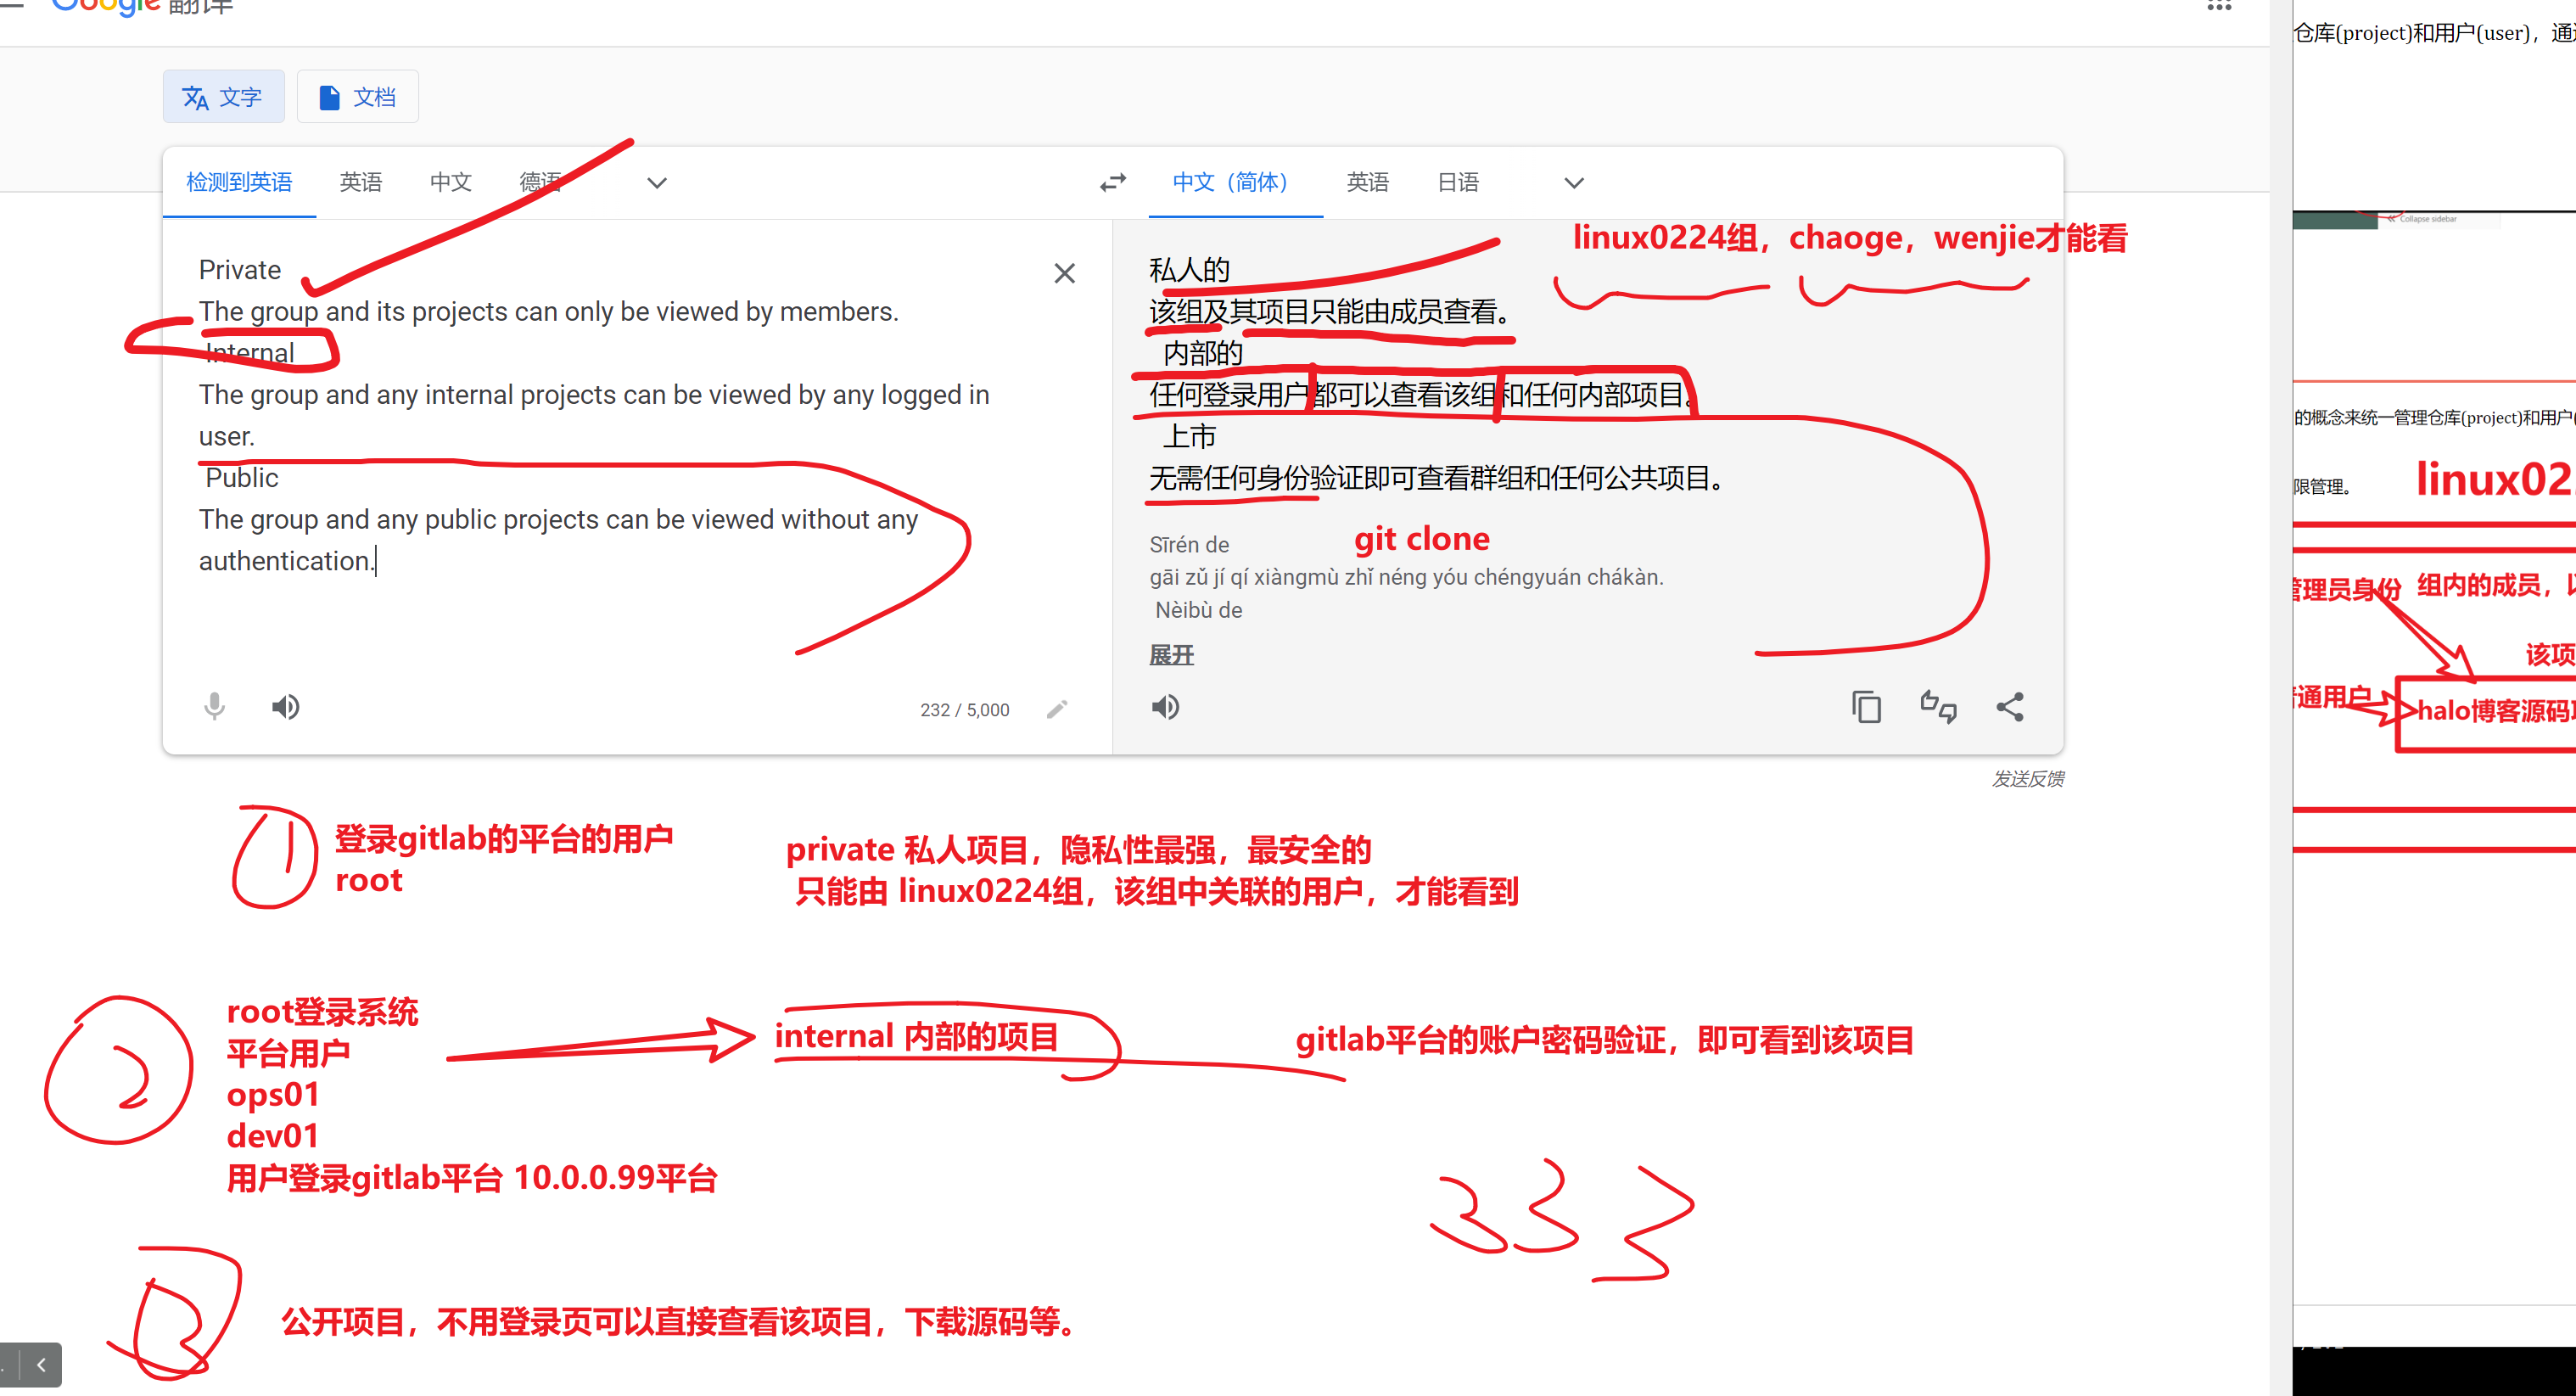 Google 翻译
文字
文档
检测到英语
英语
中文
德语
中文（简体）
英语
日语
Private
The group and its projects can only be viewed by members.
Internal
The group and any internal projects can be viewed by any logged in
user.
Public
The group and any public projects can be viewed without any
authentication.
232 / 5,000
linux0224组，chaoge，wenjie才能看
私人的
该组及其项目只能由成员查看。
内部的
任何登录用户都可以查看该组和任何内部项目。
上市
无需任何身份验证即可查看群组和任何公共项目。
git clone
Sīrén de
gāi zǔ jí qí xiàngmù zhǐ néng yóu chéngyuán chákàn.
Nèibù de
展开
发送反馈
1
登录gitlab的平台的用户
root
private 私人项目，隐私性最强，最安全的
只能由 linux0224组，该组中关联的用户，才能看到
2
root登录系统
平台用户
ops01
dev01
用户登录gitlab平台 10.0.0.99平台
internal 内部的项目
gitlab平台的账户密码验证，即可看到该项目
3 3 3
公开项目，不用登录页可以直接查看该项目，下载源码等。
仓库(project)和用户(user)，通
Collapse sidebar
的概念来统一管理仓库(project)和用户(
限管理。
linux02
管理员身份
组内的成员，
该项
普通用户
halo博客源码